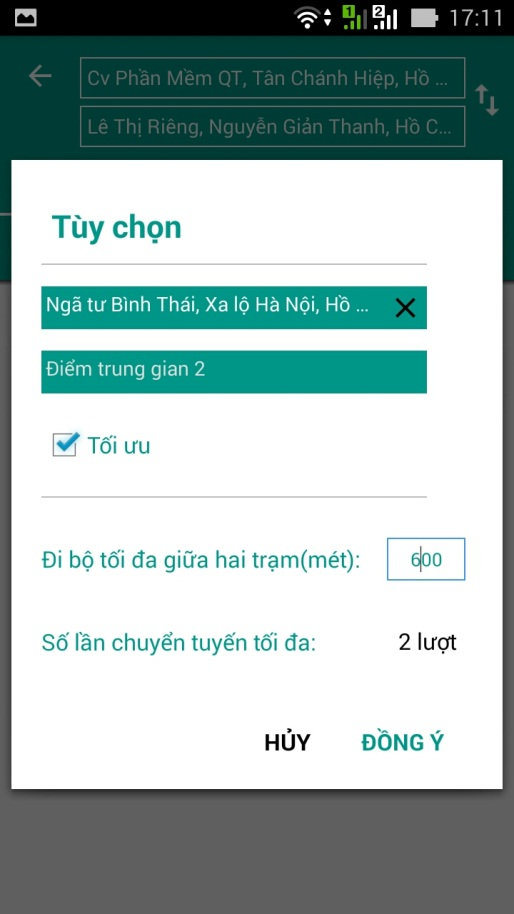 1 2 17:11
Cv Phần Mềm QT, Tân Chánh Hiệp, Hồ ...
Lê Thị Riêng, Nguyễn Giản Thanh, Hồ C...
Tùy chọn
Ngã tư Bình Thái, Xa lộ Hà Nội, Hồ ...
Điểm trung gian 2
Tối ưu
Đi bộ tối đa giữa hai trạm(mét): 600
Số lần chuyển tuyến tối đa: 2 lượt
HỦY ĐỒNG Ý